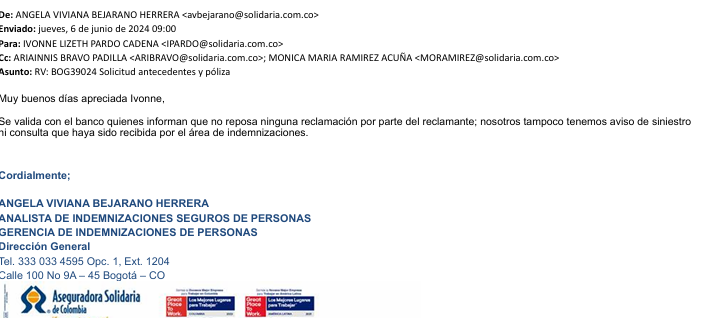 De: ANGELA VIVIANA BEJARANO HERRERA <avbejarano@solidaria.com.co>
Enviado: jueves, 6 de junio de 2024 09:00
Para: IVONNE LIZETH PARDO CADENA <IPARDO@solidaria.com.co>
Cc: ARIAINNIS BRAVO PADILLA <ARIBRAVO@solidaria.com.co>; MONICA MARIA RAMIREZ ACUÑA <MORAMIREZ@solidaria.com.co>
Asunto: RV: BOG39024 Solicitud antecedentes y póliza
Muy buenos días apreciada Ivonne,
Se valida con el banco quienes informan que no reposa ninguna reclamación por parte del reclamante; nosotros tampoco tenemos aviso de siniestro
ni consulta que haya sido recibida por el área de indemnizaciones.
Cordialmente;
ANGELA VIVIANA BEJARANO HERRERA
ANALISTA DE INDEMNIZACIONES SEGUROS DE PERSONAS
GERENCIA DE INDEMNIZACIONES DE PERSONAS
Dirección General
Tel. 333 033 4595 Opc. 1, Ext. 1204
Calle 100 No 9A – 45 Bogotá – CO
Aseguradora Solidaria
de Colombia
Great
Place
To
Work.
Los Mejores Lugares
para Trabajar
Great
Place
To
Work.
Los Mejores Lugares
para Trabajar